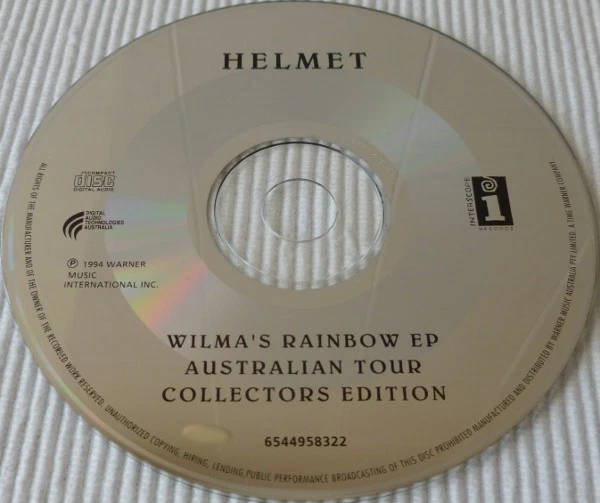 HELMET
COMPACT
disc
DIGITAL AUDIO
DIGITAL
AUDIO
TECHNOLOGIES
AUSTRALIA
℗ 1994 WARNER
MUSIC
INTERNATIONAL INC.
INTERSCOPE
RECORDS
i
WILMA'S RAINBOW EP
AUSTRALIAN TOUR
COLLECTORS EDITION
6544958322
ALL RIGHTS OF THE MANUFACTURER AND OF THE OWNER OF THE RECORDED WORK RESERVED. UNAUTHORIZED COPYING, HIRING, LENDING, PUBLIC PERFORMANCE BROADCASTING OF THIS DISC PROHIBITED MANUFACTURED AND DISTRIBUTED BY WARNER MUSIC AUSTRALIA PTY.LIMITED. A TIME WARNER COMPANY